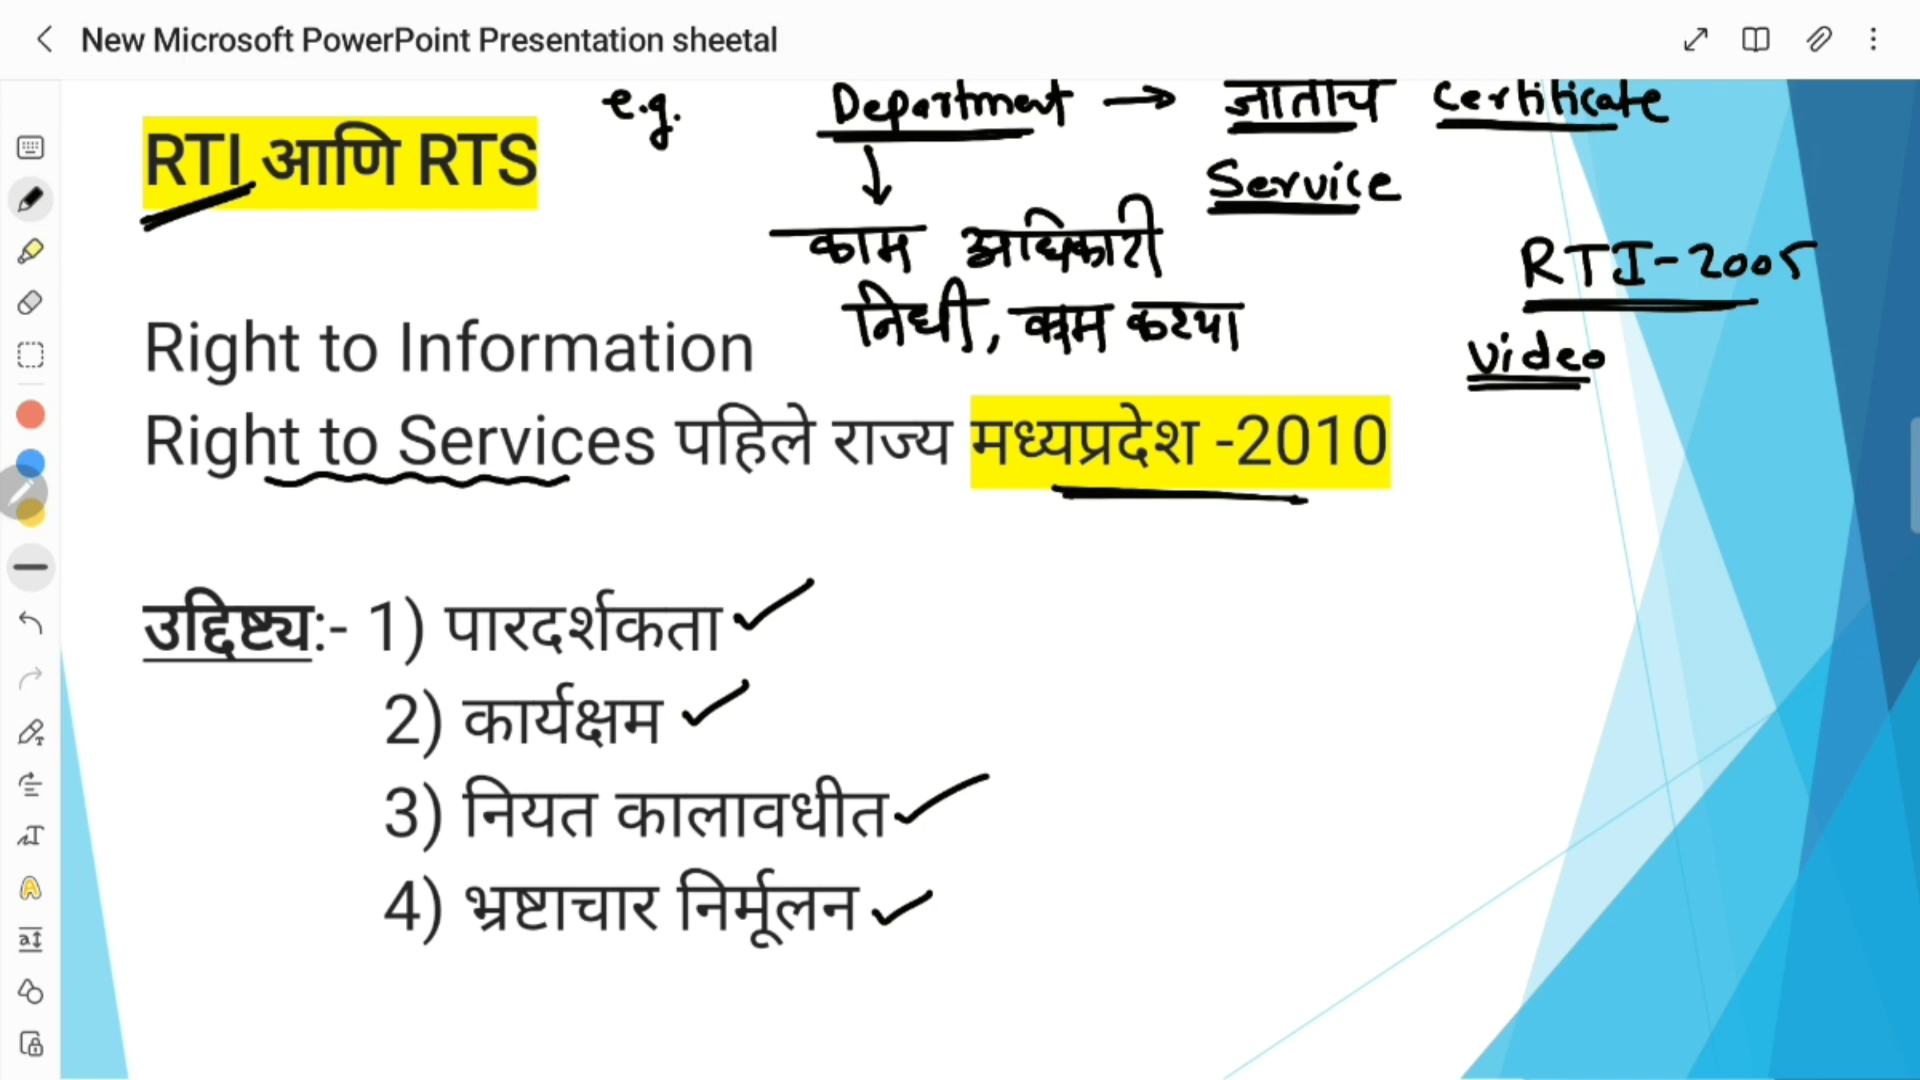 New Microsoft PowerPoint Presentation sheetal
e.g. Department → जातीचे Certificate
RTI आणि RTS
Service
काम अधिकारी
RTI-2005
निधी, काम करणा
Right to Information
video
Right to Services पहिले राज्य मध्यप्रदेश -2010
उद्दिष्ट्य:- 1) पारदर्शकता
2) कार्यक्षम
3) नियत कालावधीत
4) भ्रष्टाचार निर्मूलन